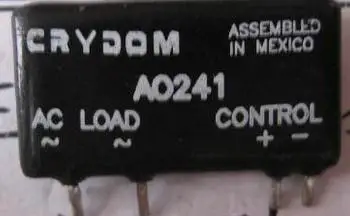 CRYDOM ASSEMBLED
IN MEXICO
AO241
AC LOAD CONTROL
~ ~ + -